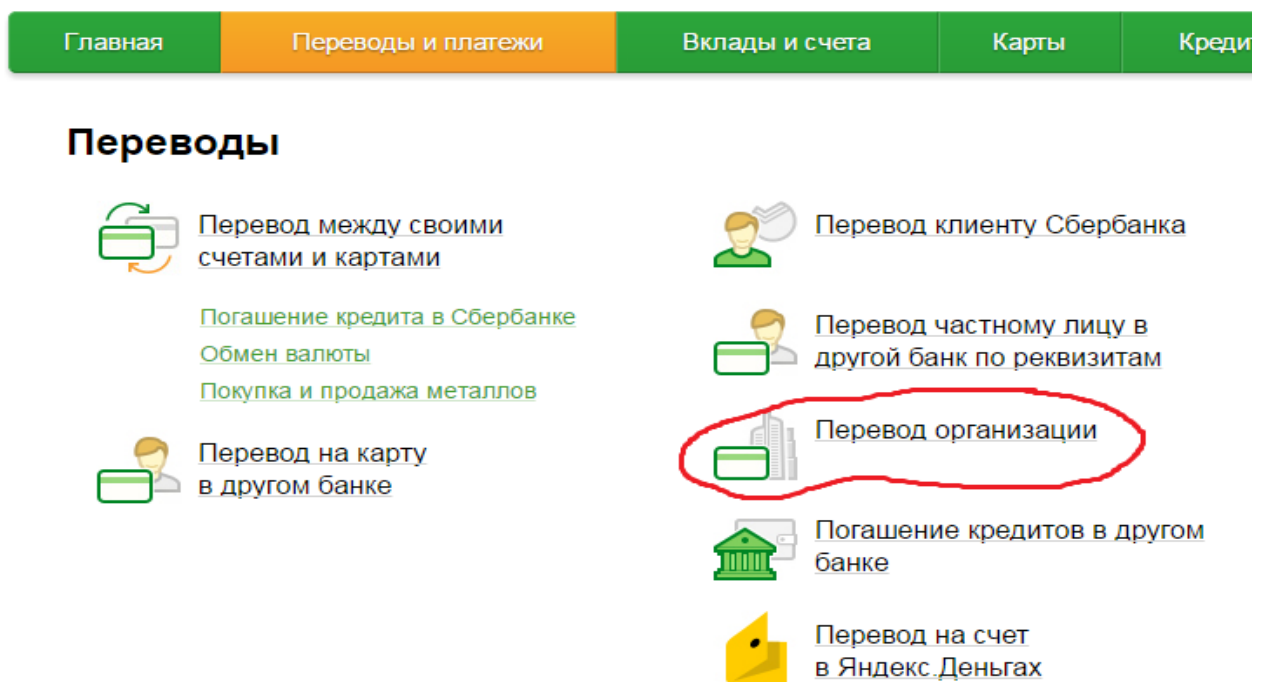 Главная Переводы и платежи Вклады и счета Карты Креди
Переводы
Перевод между своими
счетами и картами
Погашение кредита в Сбербанке
Обмен валюты
Покупка и продажа металлов
Перевод на карту
в другом банке
Перевод клиенту Сбербанка
Перевод частному лицу в
другой банк по реквизитам
Перевод организации
Погашение кредитов в другом
банке
Перевод на счет
в Яндекс.Деньгах